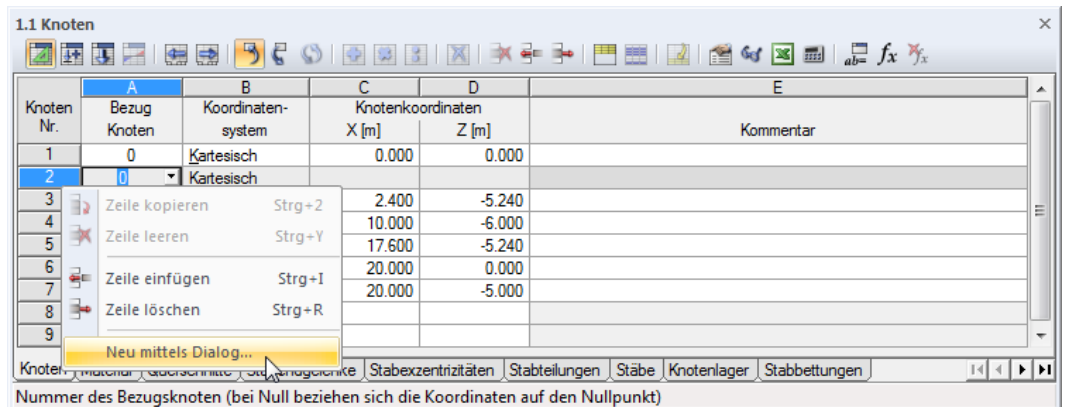 1.1 Knoten
A B C D E
Knoten Bezug Koordinaten- Knotenkoordinaten
Nr. Knoten system X [m] Z [m] Kommentar
1 0 Kartesisch 0.000 0.000
2 0 Kartesisch
3 2.400 -5.240
4 10.000 -6.000
5 17.600 -5.240
6 20.000 0.000
7 20.000 -5.000
8
9
Zeile kopieren Strg+2
Zeile leeren Strg+Y
Zeile einfügen Strg+I
Zeile löschen Strg+R
Neu mittels Dialog...
Knoten Material Querschnitte Stabexzentrizitäten Stabteilungen Stäbe Knotenlager Stabbettungen
Nummer des Bezugsknoten (bei Null beziehen sich die Koordinaten auf den Nullpunkt)